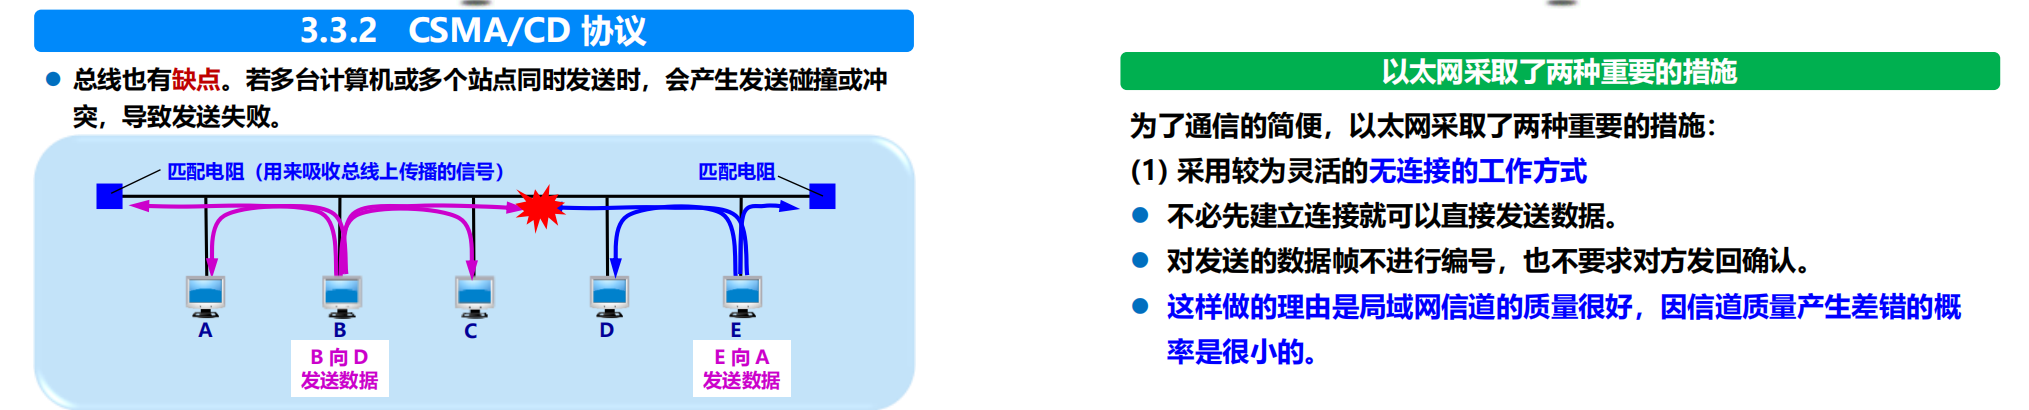 3.3.2 CSMA/CD 协议
总线也有缺点。若多台计算机或多个站点同时发送时，会产生发送碰撞或冲
突，导致发送失败。
匹配电阻（用来吸收总线上传播的信号）
匹配电阻
A
B
C
D
E
B 向 D
发送数据
E 向 A
发送数据
以太网采取了两种重要的措施
为了通信的简便，以太网采取了两种重要的措施：
(1) 采用较为灵活的无连接的工作方式
不必先建立连接就可以直接发送数据。
对发送的数据帧不进行编号，也不要求对方发回确认。
这样做的理由是局域网信道的质量很好，因信道质量产生差错的概
率是很小的。